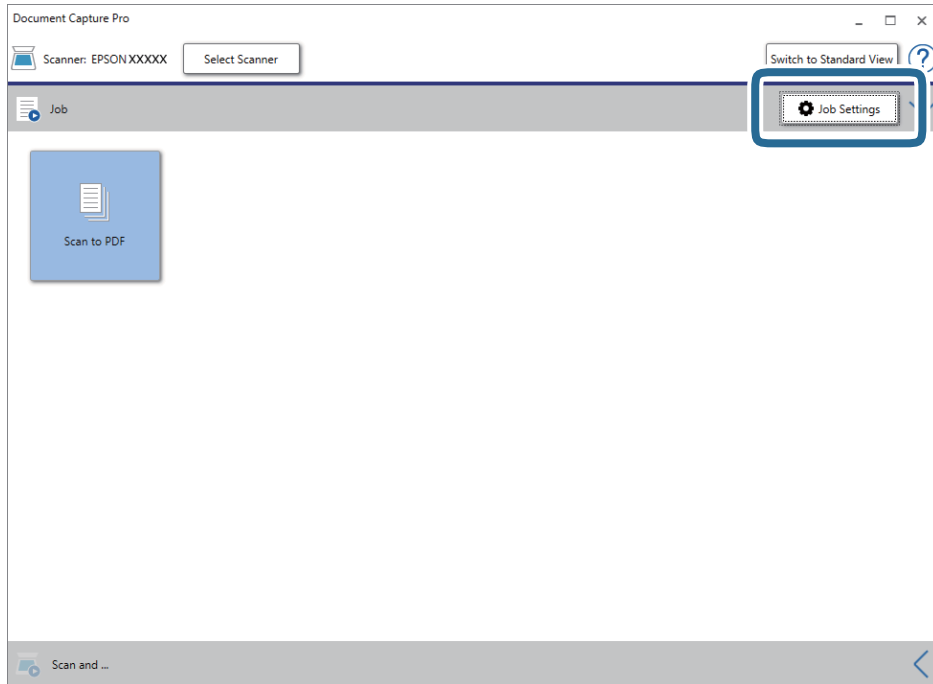 Document Capture Pro
Scanner: EPSON XXXXX
Select Scanner
Switch to Standard View
?
Job
Job Settings
Scan to PDF
Scan and ...